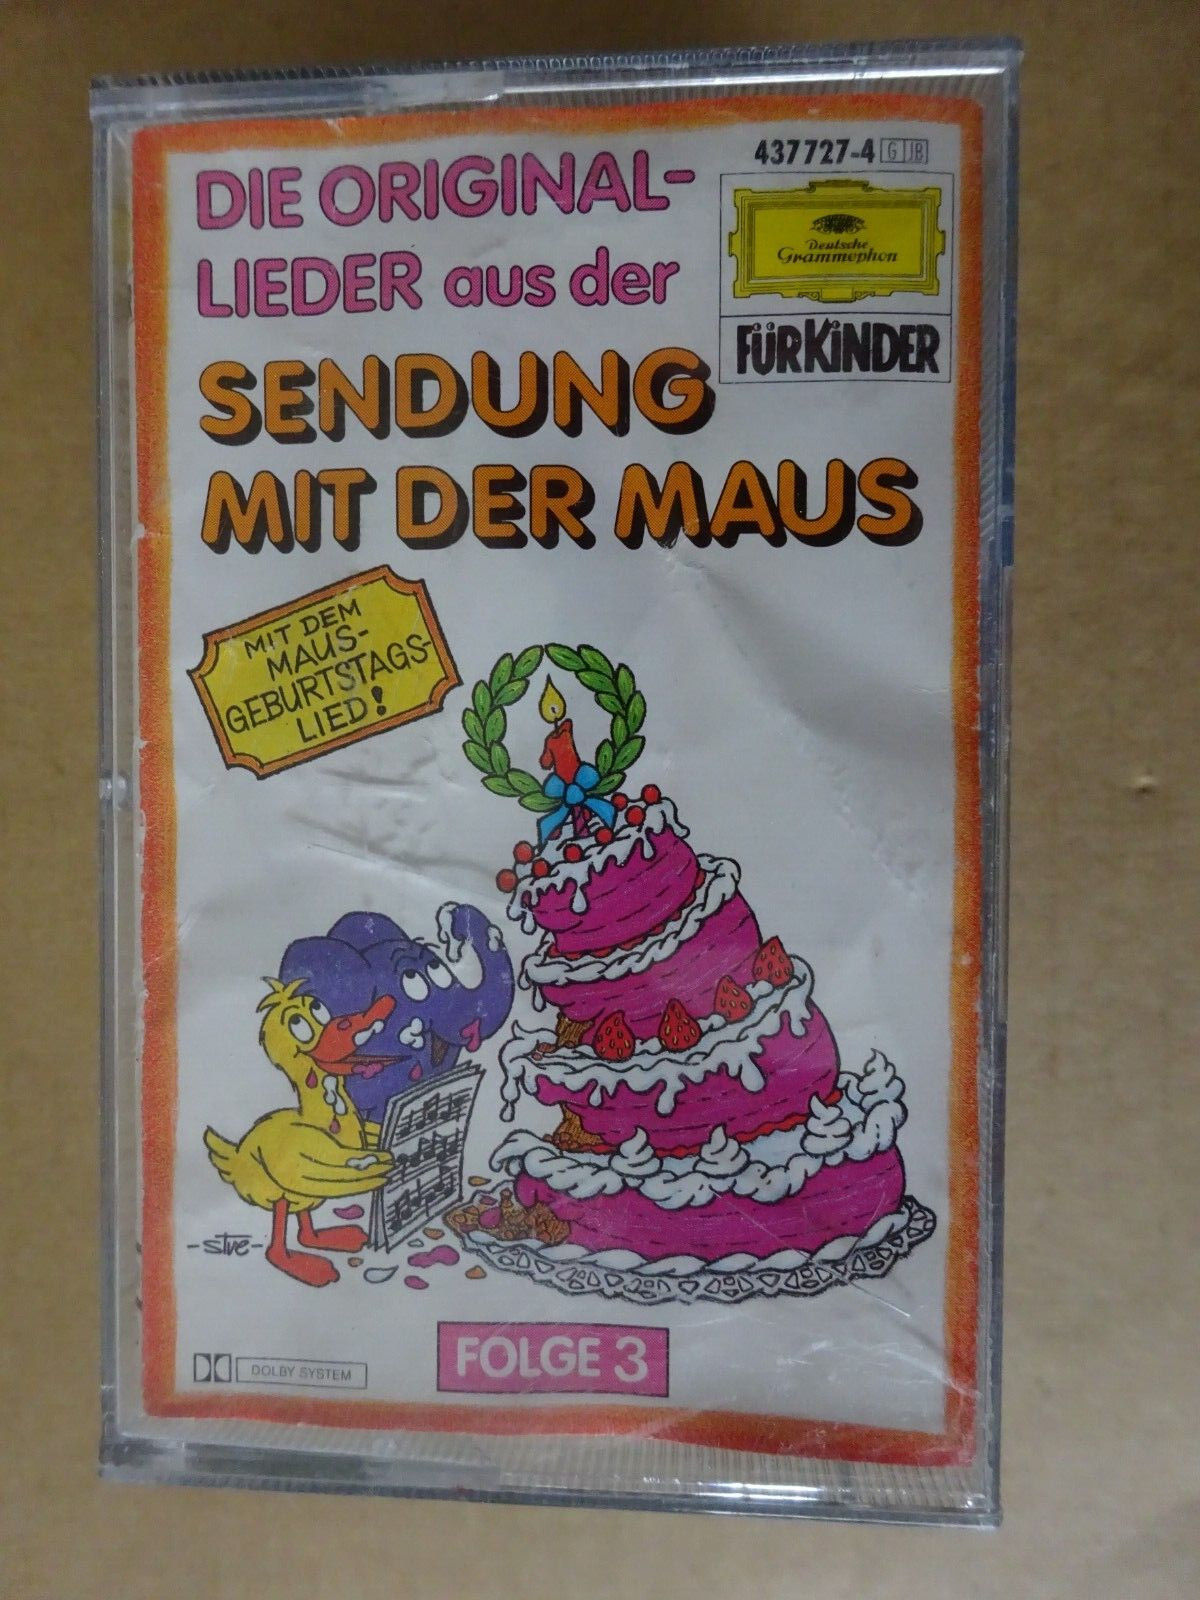 437727-4 G JB
DIE ORIGINAL-
LIEDER aus der
Deutsche
Grammophon
FÜR KiNDER
SENDUNG
MIT DER MAUS
MIT DEM
MAUS-
GEBURTSTAGS-
LIED!
-stve-
DOLBY SYSTEM
FOLGE 3